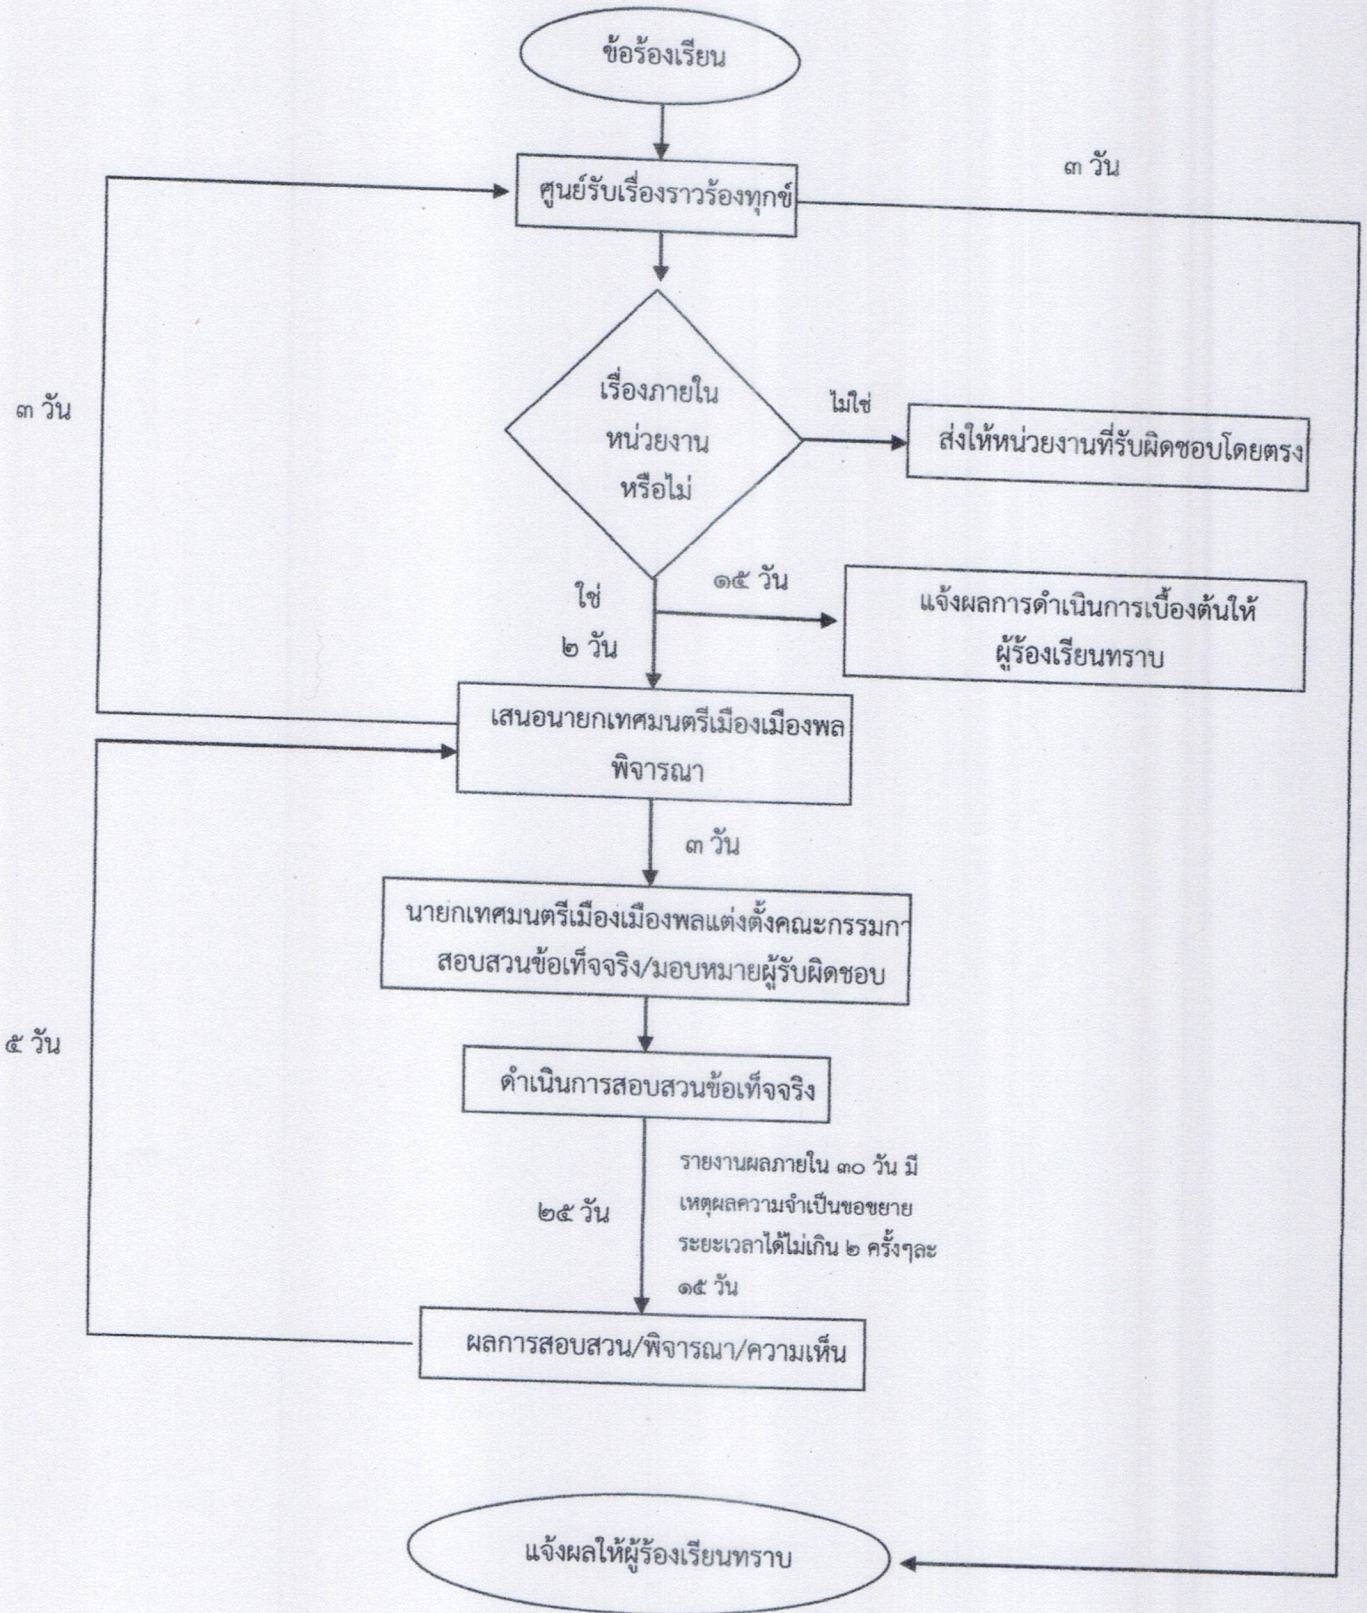 ข้อร้องเรียน
ศูนย์รับเรื่องราวร้องทุกข์
๓ วัน
๓ วัน
เรื่องภายใน
หน่วยงาน
หรือไม่
ไม่ใช่
ส่งให้หน่วยงานที่รับผิดชอบโดยตรง
ใช่
๒ วัน
๑๕ วัน
แจ้งผลการดำเนินการเบื้องต้นให้
ผู้ร้องเรียนทราบ
เสนอนายกเทศมนตรีเมืองเมืองพล
พิจารณา
๓ วัน
นายกเทศมนตรีเมืองเมืองพลแต่งตั้งคณะกรรมกา
สอบสวนข้อเท็จจริง/มอบหมายผู้รับผิดชอบ
๕ วัน
ดำเนินการสอบสวนข้อเท็จจริง
๒๕ วัน
รายงานผลภายใน ๓๐ วัน มี
เหตุผลความจำเป็นขอขยาย
ระยะเวลาได้ไม่เกิน ๒ ครั้งๆละ
๑๕ วัน
ผลการสอบสวน/พิจารณา/ความเห็น
แจ้งผลให้ผู้ร้องเรียนทราบ